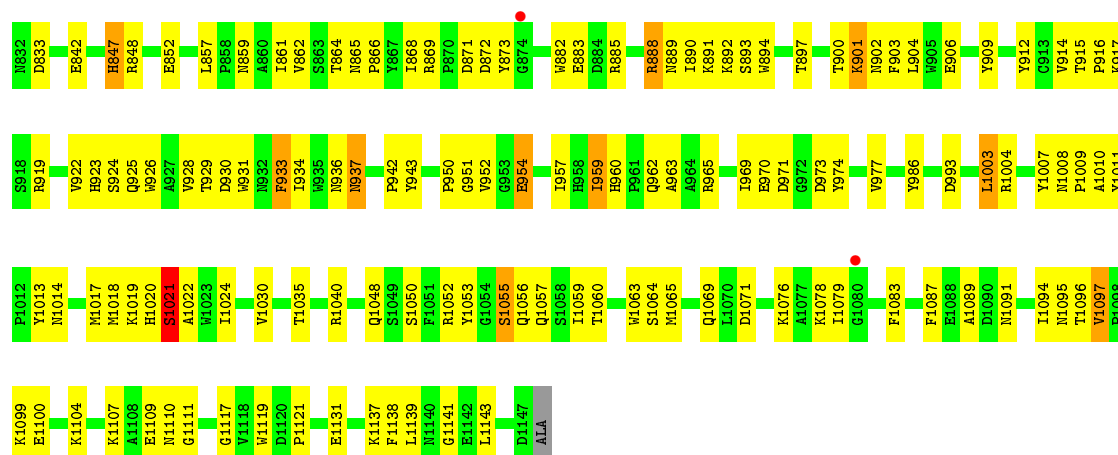 N832 D833 E842 H847 R848 E852 L857 P858 N859 A860 I861 V862 S863 T864 N865 P866 Y867 I868 R869 P870 D871 D872 Y873 G874 W882 E883 D884 R885 R888 N889 I890 K891 K892 S893 W894 T897 T900 K901 N902 F903 L904 W905 E906 Y909 Y912 C913 V914 T915 P916 K917
S918 R919 V922 H923 S924 Q925 W926 A927 V928 T929 D930 W931 N932 F933 I934 W935 N936 N937 P942 Y943 P950 G951 V952 G953 E954 I957 H958 I959 H960 P961 Q962 A963 A964 R965 I969 E970 D971 G972 D973 Y974 V977 Y986 D993 L1003 R1004 Y1007 N1008 P1009 A1010 Y1011
P1012 Y1013 N1014 M1017 M1018 K1019 H1020 S1021 A1022 W1023 I1024 V1030 T1035 R1040 Q1048 S1049 S1050 F1051 R1052 Y1053 G1054 S1055 Q1056 Q1057 S1058 I1059 T1060 W1063 S1064 M1065 Q1069 L1070 D1071 K1076 A1077 K1078 I1079 G1080 F1083 F1087 E1088 A1089 D1090 N1091 I1094 N1095 T1096 V1097 P1098
K1099 E1100 K1104 K1107 A1108 E1109 N1110 G1111 G1117 V1118 W1119 D1120 P1121 E1131 K1137 F1138 L1139 N1140 G1141 E1142 L1143 D1147 ALA